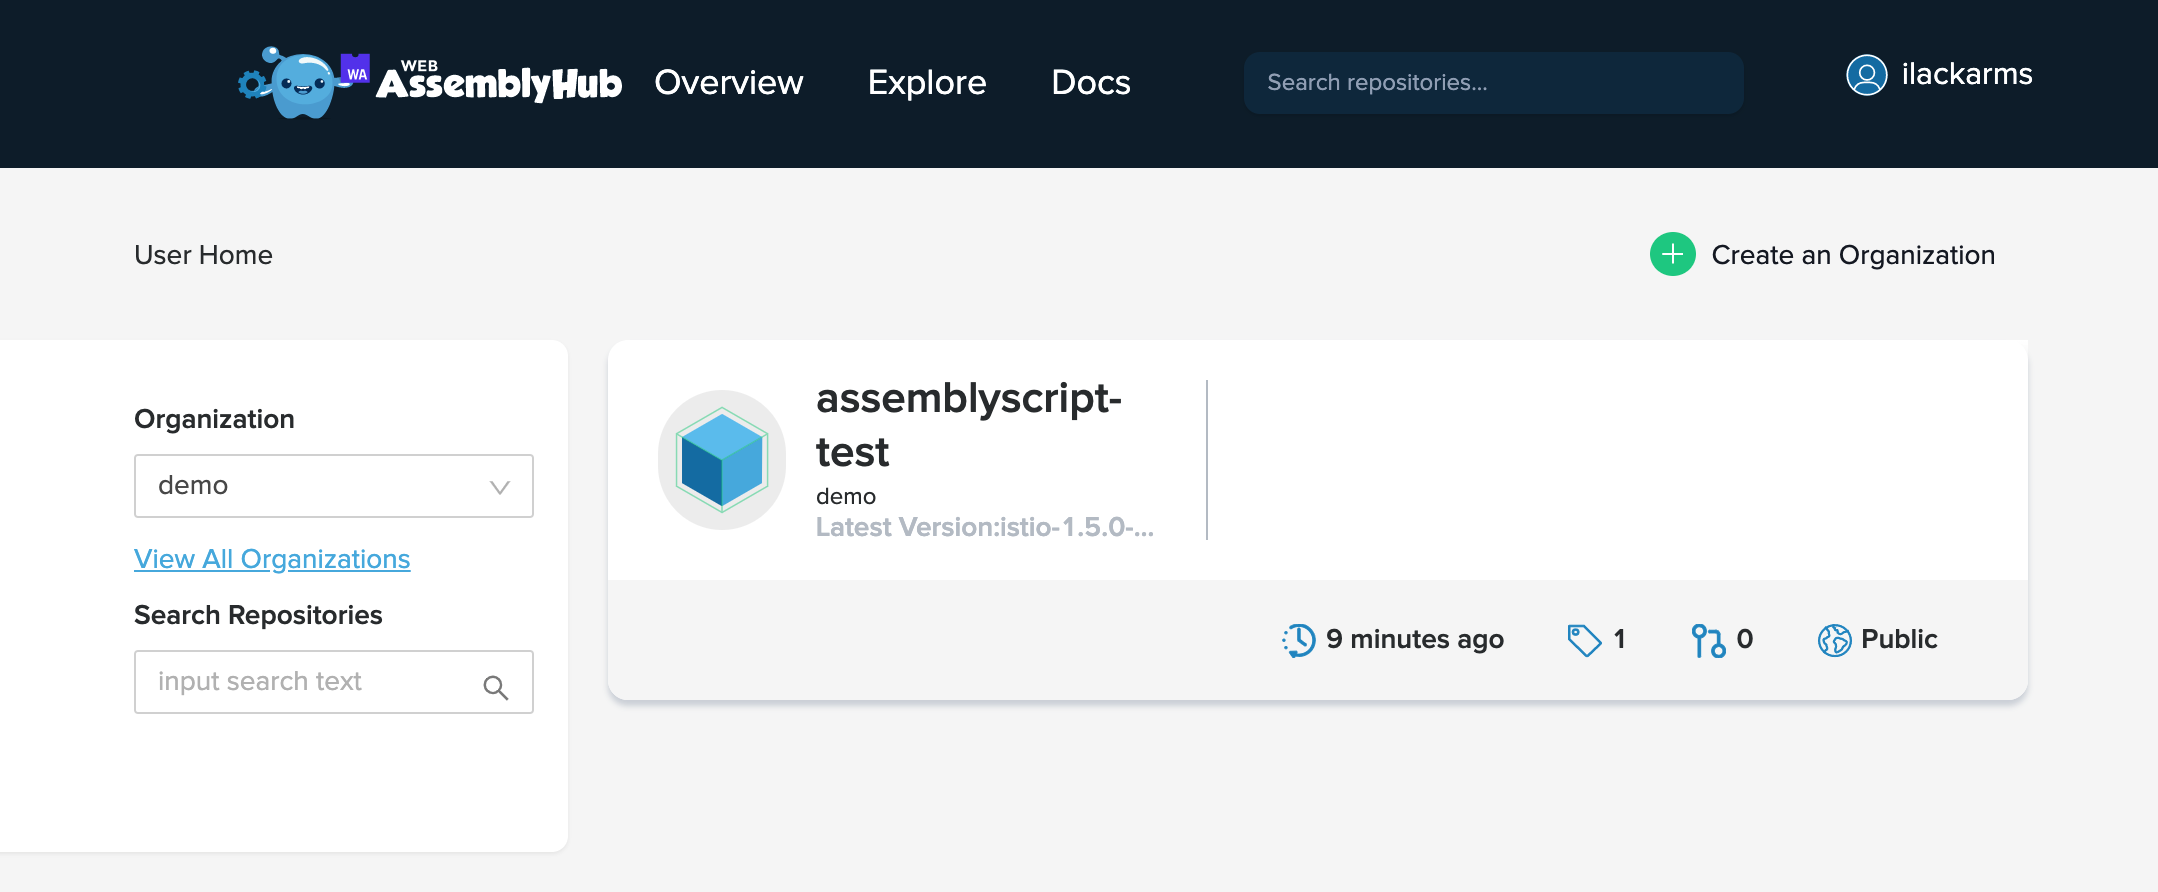 WA
WEB
AssemblyHub
Overview
Explore
Docs
Search repositories...
ilackarms
User Home
Create an Organization
Organization
demo
View All Organizations
Search Repositories
input search text
assemblyscript-
test
demo
Latest Version:istio-1.5.0-...
9 minutes ago
1
0
Public